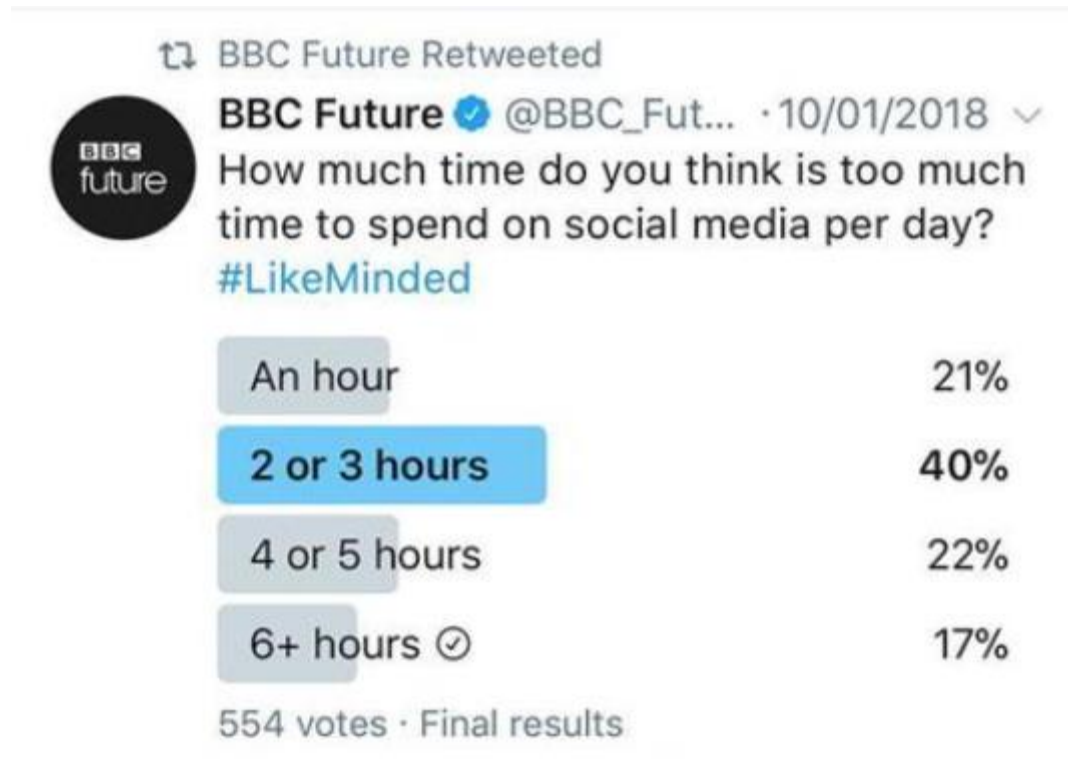 BBC Future Retweeted
BBC Future @BBC_Fut... · 10/01/2018
BBC
future
How much time do you think is too much
time to spend on social media per day?
#LikeMinded
An hour 21%
2 or 3 hours 40%
4 or 5 hours 22%
6+ hours 17%
554 votes · Final results